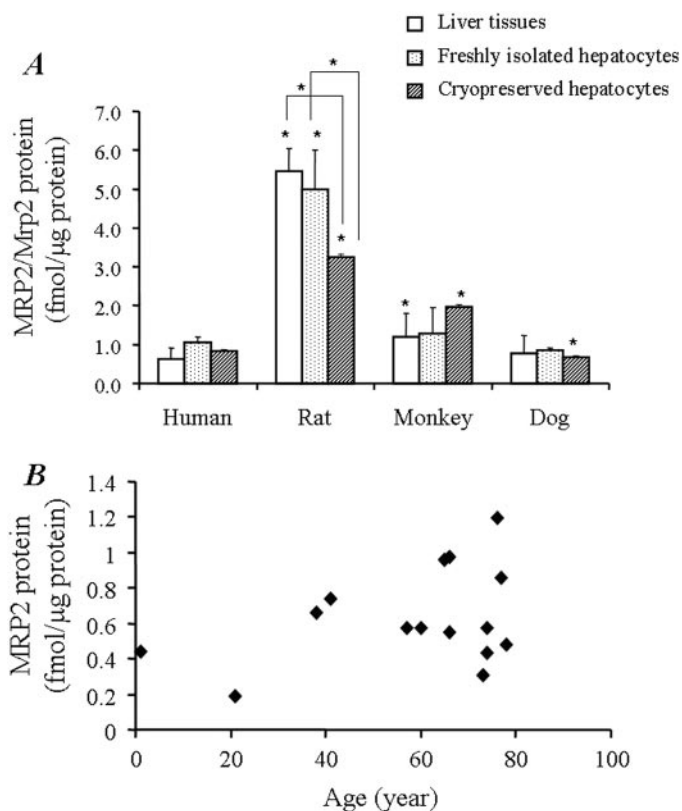 Liver tissues
Freshly isolated hepatocytes
Cryopreserved hepatocytes
A
MRP2/Mrp2 protein
(fmol/µg protein)
7.0
6.0
5.0
4.0
3.0
2.0
1.0
0.0
* *
* * *
* *
*
Human Rat Monkey Dog
B
MRP2 protein
(fmol/µg protein)
1.4
1.2
1
0.8
0.6
0.4
0.2
0
0 20 40 60 80 100
Age (year)